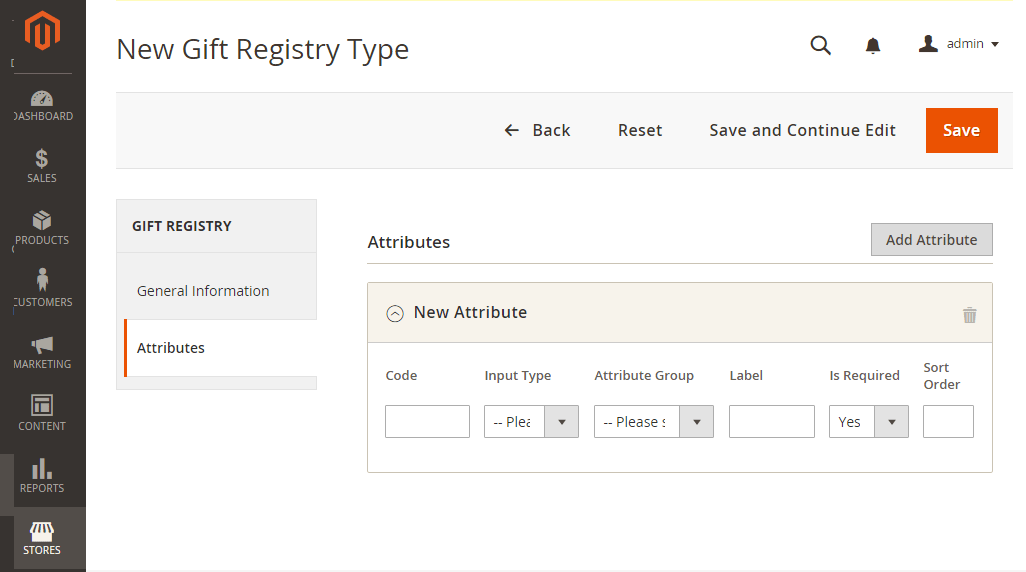 New Gift Registry Type
admin
DASHBOARD
SALES
PRODUCTS
CUSTOMERS
MARKETING
CONTENT
REPORTS
STORES
Back Reset Save and Continue Edit Save
GIFT REGISTRY
General Information
Attributes
Attributes Add Attribute
New Attribute
Code Input Type Attribute Group Label Is Required Sort Order
-- Plea -- Please s Yes